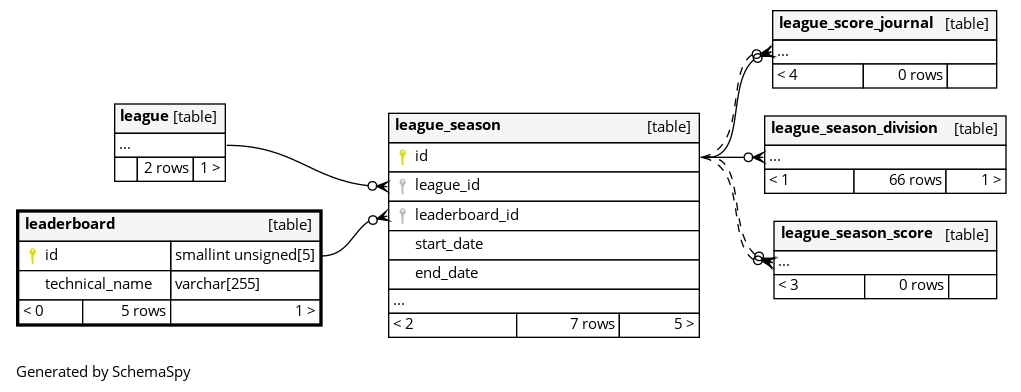 league_score_journal [table]
...
< 4 0 rows
league [table]
...
2 rows 1 >
league_season [table]
id
league_id
leaderboard_id
start_date
end_date
...
< 2 7 rows 5 >
league_season_division [table]
...
< 1 66 rows 1 >
leaderboard [table]
id smallint unsigned[5]
technical_name varchar[255]
< 0 5 rows 1 >
league_season_score [table]
...
< 3 0 rows
Generated by SchemaSpy